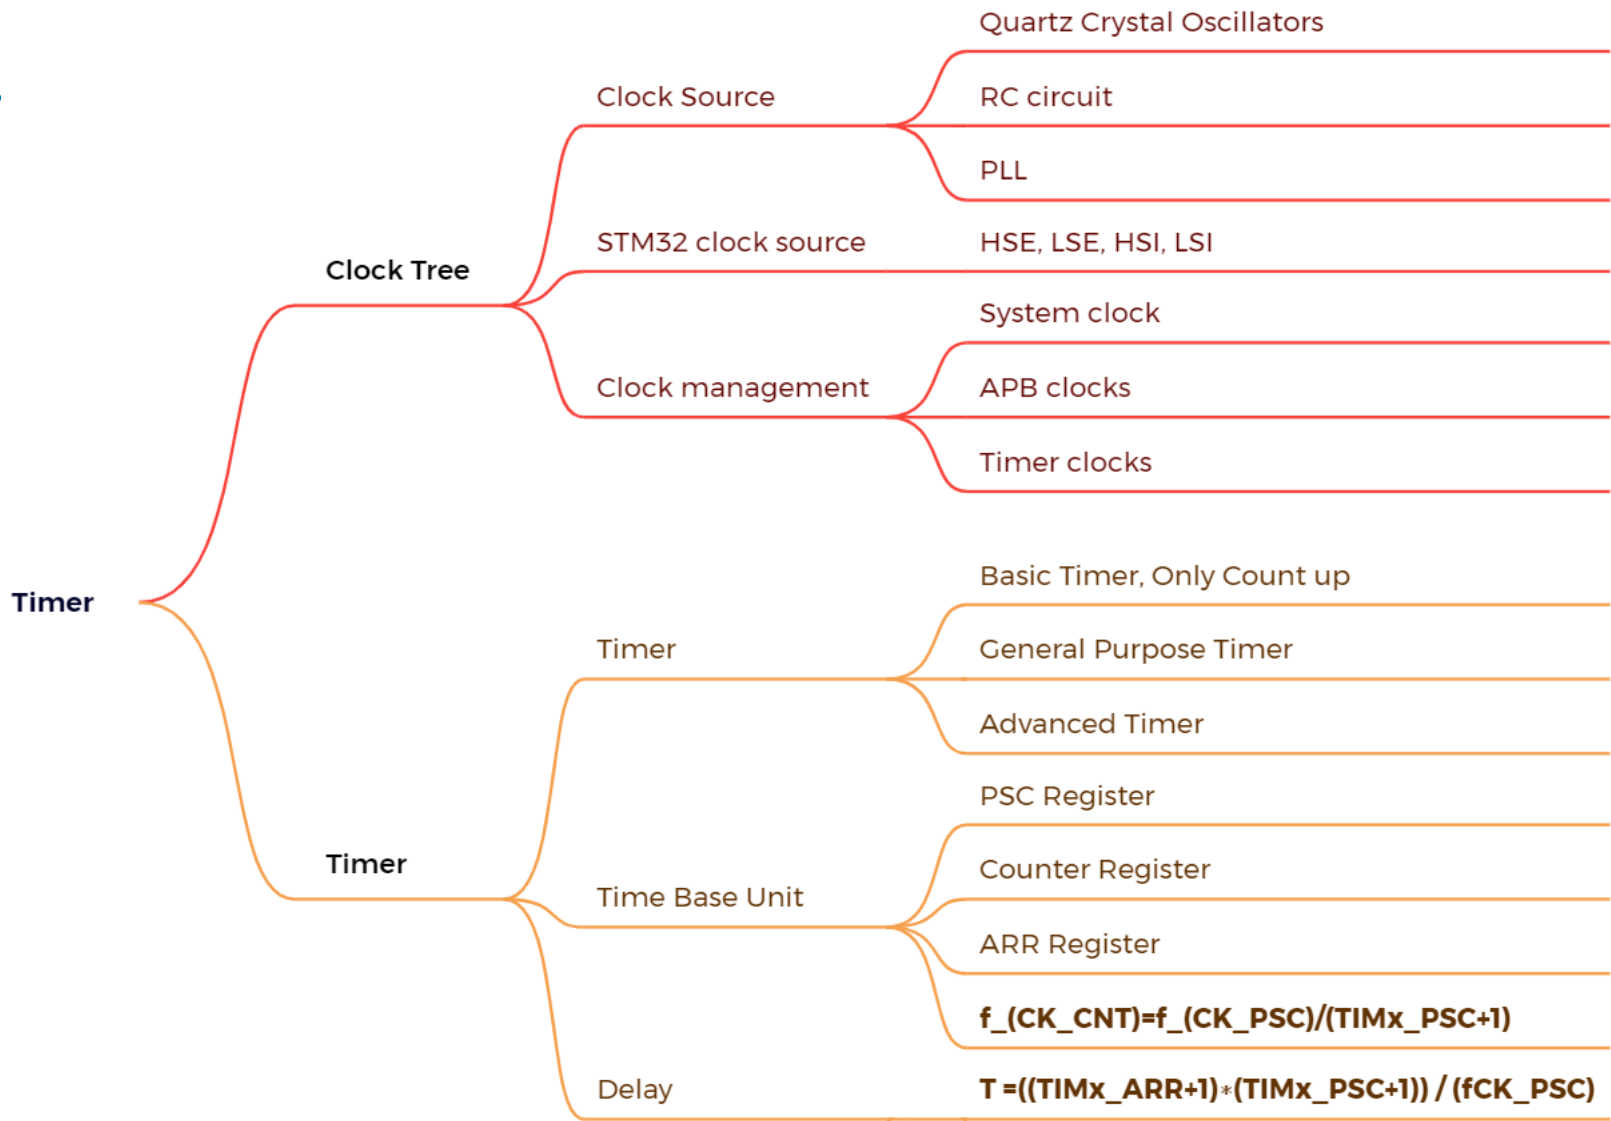 Timer
Clock Tree
Clock Source
Quartz Crystal Oscillators
RC circuit
PLL
STM32 clock source
HSE, LSE, HSI, LSI
Clock management
System clock
APB clocks
Timer clocks
Timer
Timer
Basic Timer, Only Count up
General Purpose Timer
Advanced Timer
Time Base Unit
PSC Register
Counter Register
ARR Register
f_(CK_CNT)=f_(CK_PSC)/(TIMx_PSC+1)
Delay
T =((TIMx_ARR+1)*(TIMx_PSC+1)) / (fCK_PSC)